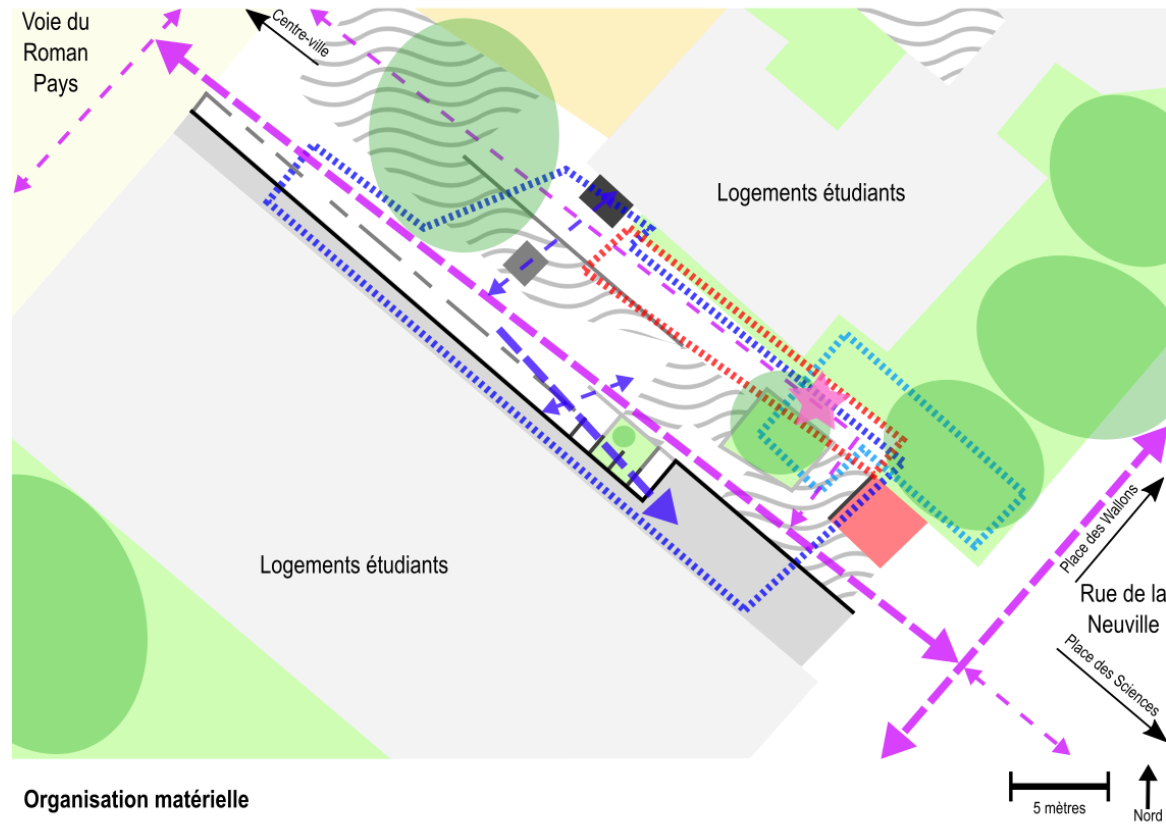 Voie du
Roman
Pays
Centre-ville
Logements étudiants
Logements étudiants
Place des Wallons
Rue de la
Neuville
Place des Sciences
Organisation matérielle
5 mètres
Nord